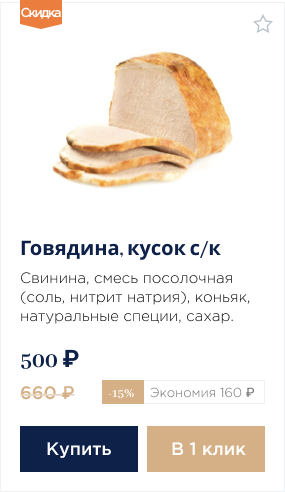 Скидка
Говядина, кусок с/к
Свинина, смесь посолочная
(соль, нитрит натрия), коньяк,
натуральные специи, сахар.
500 ₽
660 ₽ -15% Экономия 160 ₽
Купить В 1 клик